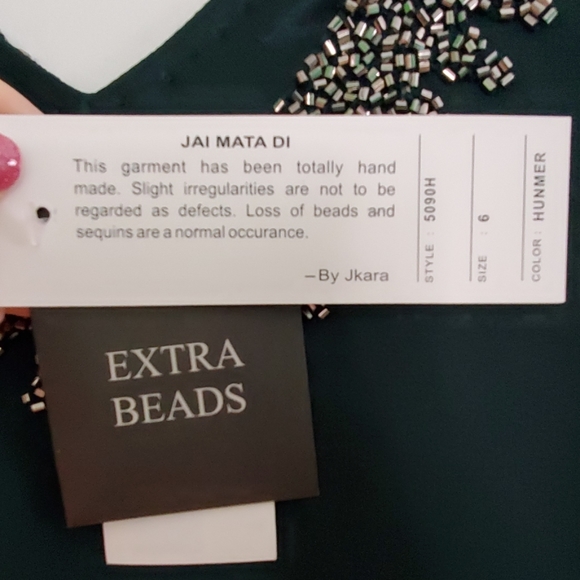 JAI MATA DI
This garment has been totally hand
made. Slight irregularities are not to be
regarded as defects. Loss of beads and
sequins are a normal occurance.
–By Jkara
STYLE : 5090H
SIZE : 6
COLOR : HUNMER
EXTRA
BEADS